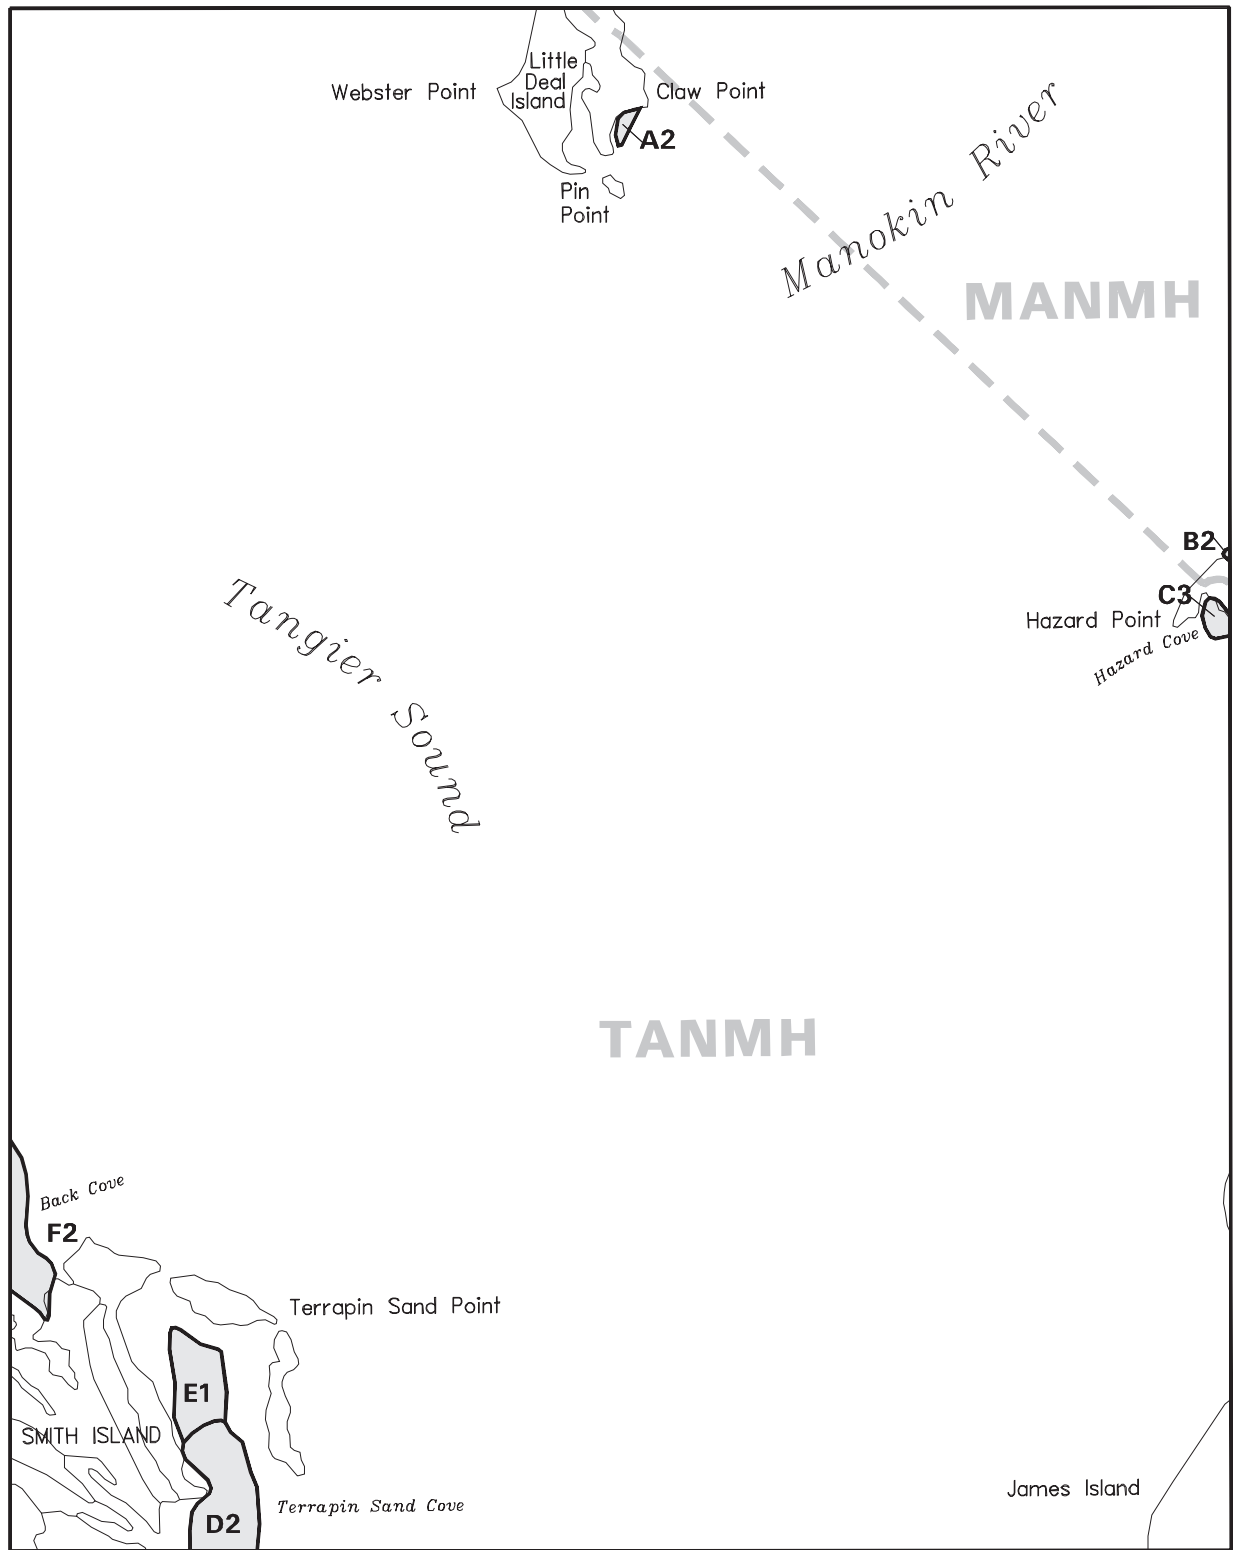 Little
Deal
Island
Webster Point
Claw Point
A2
Pin
Point
Manokin River
MANMH
B2
C3
Hazard Point
Hazard Cove
Tangier Sound
TANMH
Back Cove
F2
Terrapin Sand Point
E1
SMITH ISLAND
James Island
Terrapin Sand Cove
D2